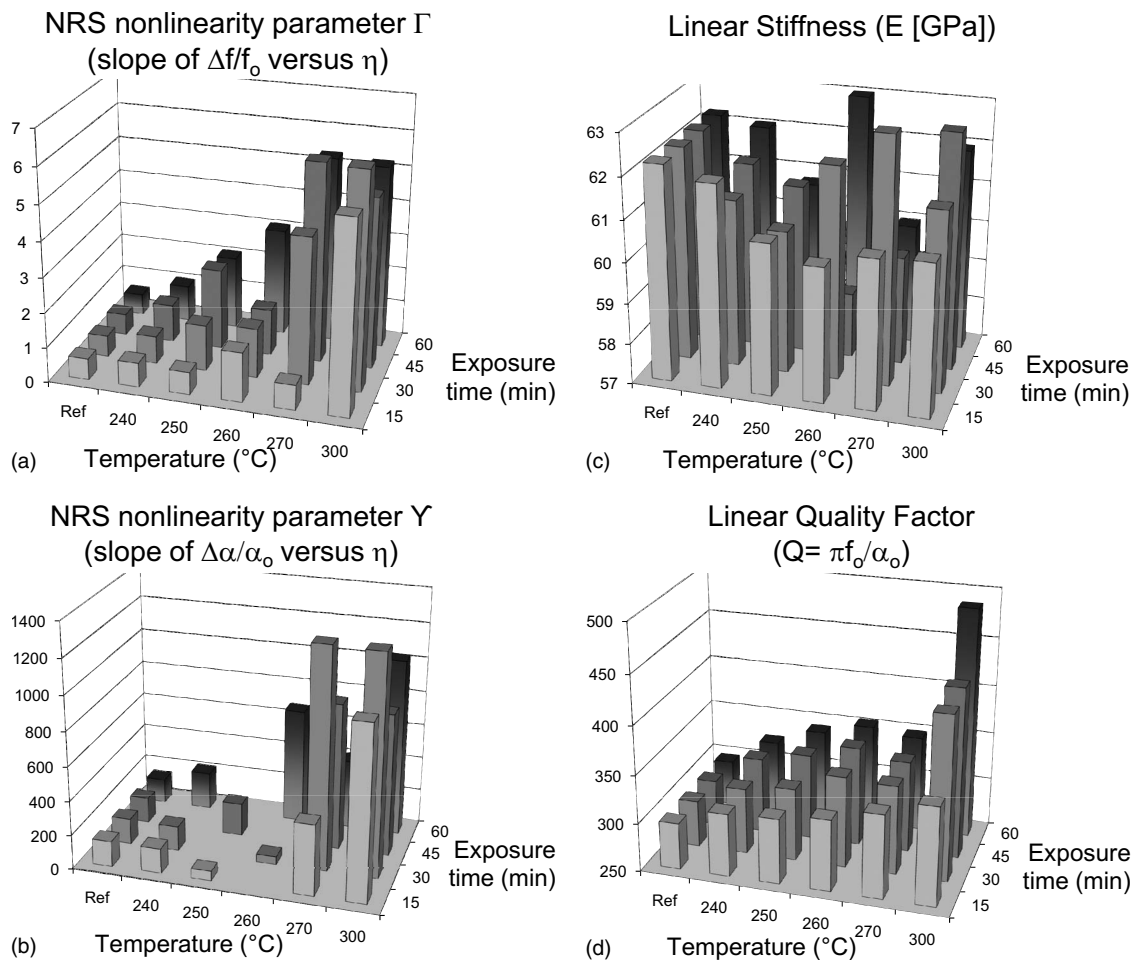 NRS nonlinearity parameter Γ
(slope of Δf/fo versus η)
7
6
5
4
3
2
1
0
Ref
240
250
260
270
300
60
45
30
15
Exposure
time (min)
(a)
Temperature (°C)
Linear Stiffness (E [GPa])
63
62
61
60
59
58
57
Ref
240
250
260
270
300
60
45
30
15
Exposure
time (min)
(c)
Temperature (°C)
NRS nonlinearity parameter ϒ
(slope of Δα/αo versus η)
1400
1200
1000
800
600
400
200
0
Ref
240
250
260
270
300
60
45
30
15
Exposure
time (min)
(b)
Temperature (°C)
Linear Quality Factor
(Q= πfo/αo)
500
450
400
350
300
250
Ref
240
250
260
270
300
60
45
30
15
Exposure
time (min)
(d)
Temperature (°C)